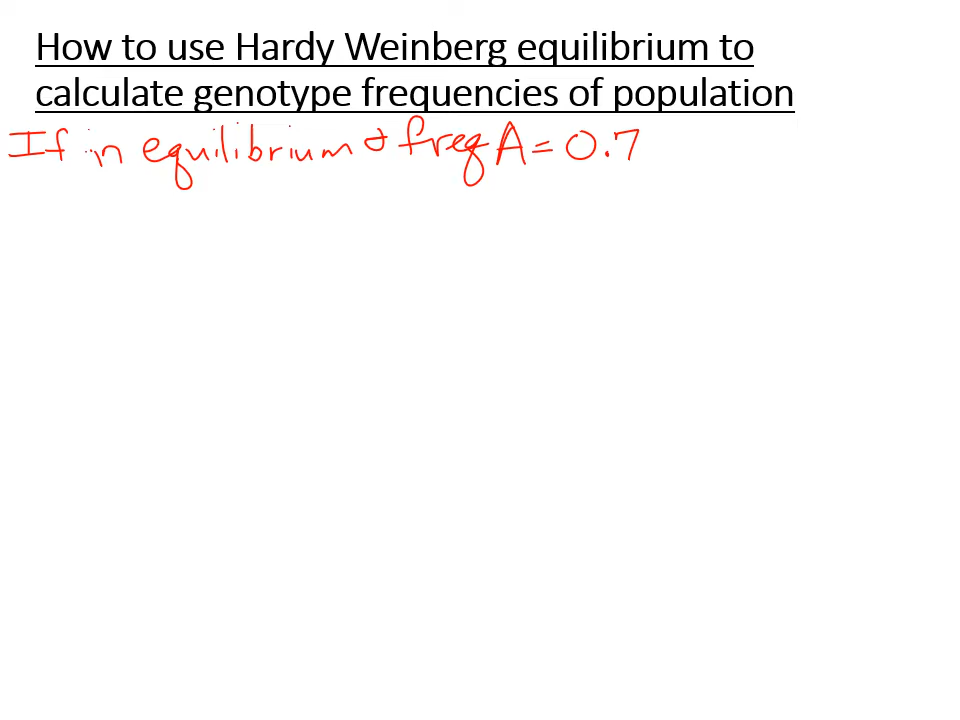 How to use Hardy Weinberg equilibrium to
calculate genotype frequencies of population
If in equilibrium & freq A = 0.7